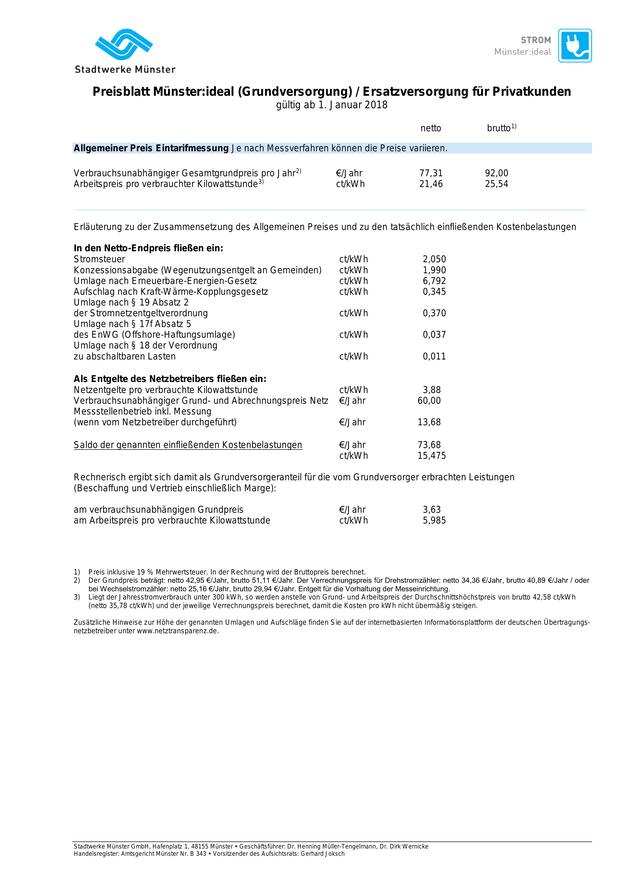 STROM
Münster:ideal
Stadtwerke Münster
Preisblatt Münster:ideal (Grundversorgung) / Ersatzversorgung für Privatkunden
gültig ab 1. Januar 2018
netto brutto1)
Allgemeiner Preis Eintarifmessung Je nach Messverfahren können die Preise variieren.
Verbrauchsunabhängiger Gesamtgrundpreis pro Jahr2) €/Jahr 77,31 92,00
Arbeitspreis pro verbrauchter Kilowattstunde3) ct/kWh 21,46 25,54
Erläuterung zu der Zusammensetzung des Allgemeinen Preises und zu den tatsächlich einfließenden Kostenbelastungen
In den Netto-Endpreis fließen ein:
Stromsteuer ct/kWh 2,050
Konzessionsabgabe (Wegenutzungsentgelt an Gemeinden) ct/kWh 1,990
Umlage nach Erneuerbare-Energien-Gesetz ct/kWh 6,792
Aufschlag nach Kraft-Wärme-Kopplungsgesetz ct/kWh 0,345
Umlage nach § 19 Absatz 2
der Stromnetzentgeltverordnung ct/kWh 0,370
Umlage nach § 17f Absatz 5
des EnWG (Offshore-Haftungsumlage) ct/kWh 0,037
Umlage nach § 18 der Verordnung
zu abschaltbaren Lasten ct/kWh 0,011
Als Entgelte des Netzbetreibers fließen ein:
Netzentgelte pro verbrauchte Kilowattstunde ct/kWh 3,88
Verbrauchsunabhängiger Grund- und Abrechnungspreis Netz €/Jahr 60,00
Messstellenbetrieb inkl. Messung
(wenn vom Netzbetreiber durchgeführt) €/Jahr 13,68
Saldo der genannten einfließenden Kostenbelastungen €/Jahr 73,68
ct/kWh 15,475
Rechnerisch ergibt sich damit als Grundversorgeranteil für die vom Grundversorger erbrachten Leistungen
(Beschaffung und Vertrieb einschließlich Marge):
am verbrauchsunabhängigen Grundpreis €/Jahr 3,63
am Arbeitspreis pro verbrauchte Kilowattstunde ct/kWh 5,985
1) Preis inklusive 19 % Mehrwertsteuer. In der Rechnung wird der Bruttopreis berechnet.
2) Der Grundpreis beträgt: netto 42,95 €/Jahr, brutto 51,11 €/Jahr. Der Verrechnungspreis für Drehstromzähler: netto 34,36 €/Jahr, brutto 40,89 €/Jahr / oder
bei Wechselstromzähler: netto 25,16 €/Jahr, brutto 29,94 €/Jahr. Entgelt für die Vorhaltung der Messeinrichtung.
3) Liegt der Jahresstromverbrauch unter 300 kWh, so werden anstelle von Grund- und Arbeitspreis der Durchschnittshöchstpreis von brutto 42,58 ct/kWh
(netto 35,78 ct/kWh) und der jeweilige Verrechnungspreis berechnet, damit die Kosten pro kWh nicht übermäßig steigen.
Zusätzliche Hinweise zur Höhe der genannten Umlagen und Aufschläge finden Sie auf der internetbasierten Informationsplattform der deutschen Übertragungs-
netzbetreiber unter www.netztransparenz.de.
Stadtwerke Münster GmbH, Hafenplatz 1, 48155 Münster • Geschäftsführer: Dr. Henning Müller-Tengelmann, Dr. Dirk Wernicke
Handelsregister: Amtsgericht Münster Nr. B 343 • Vorsitzender des Aufsichtsrats: Gerhard Joksch